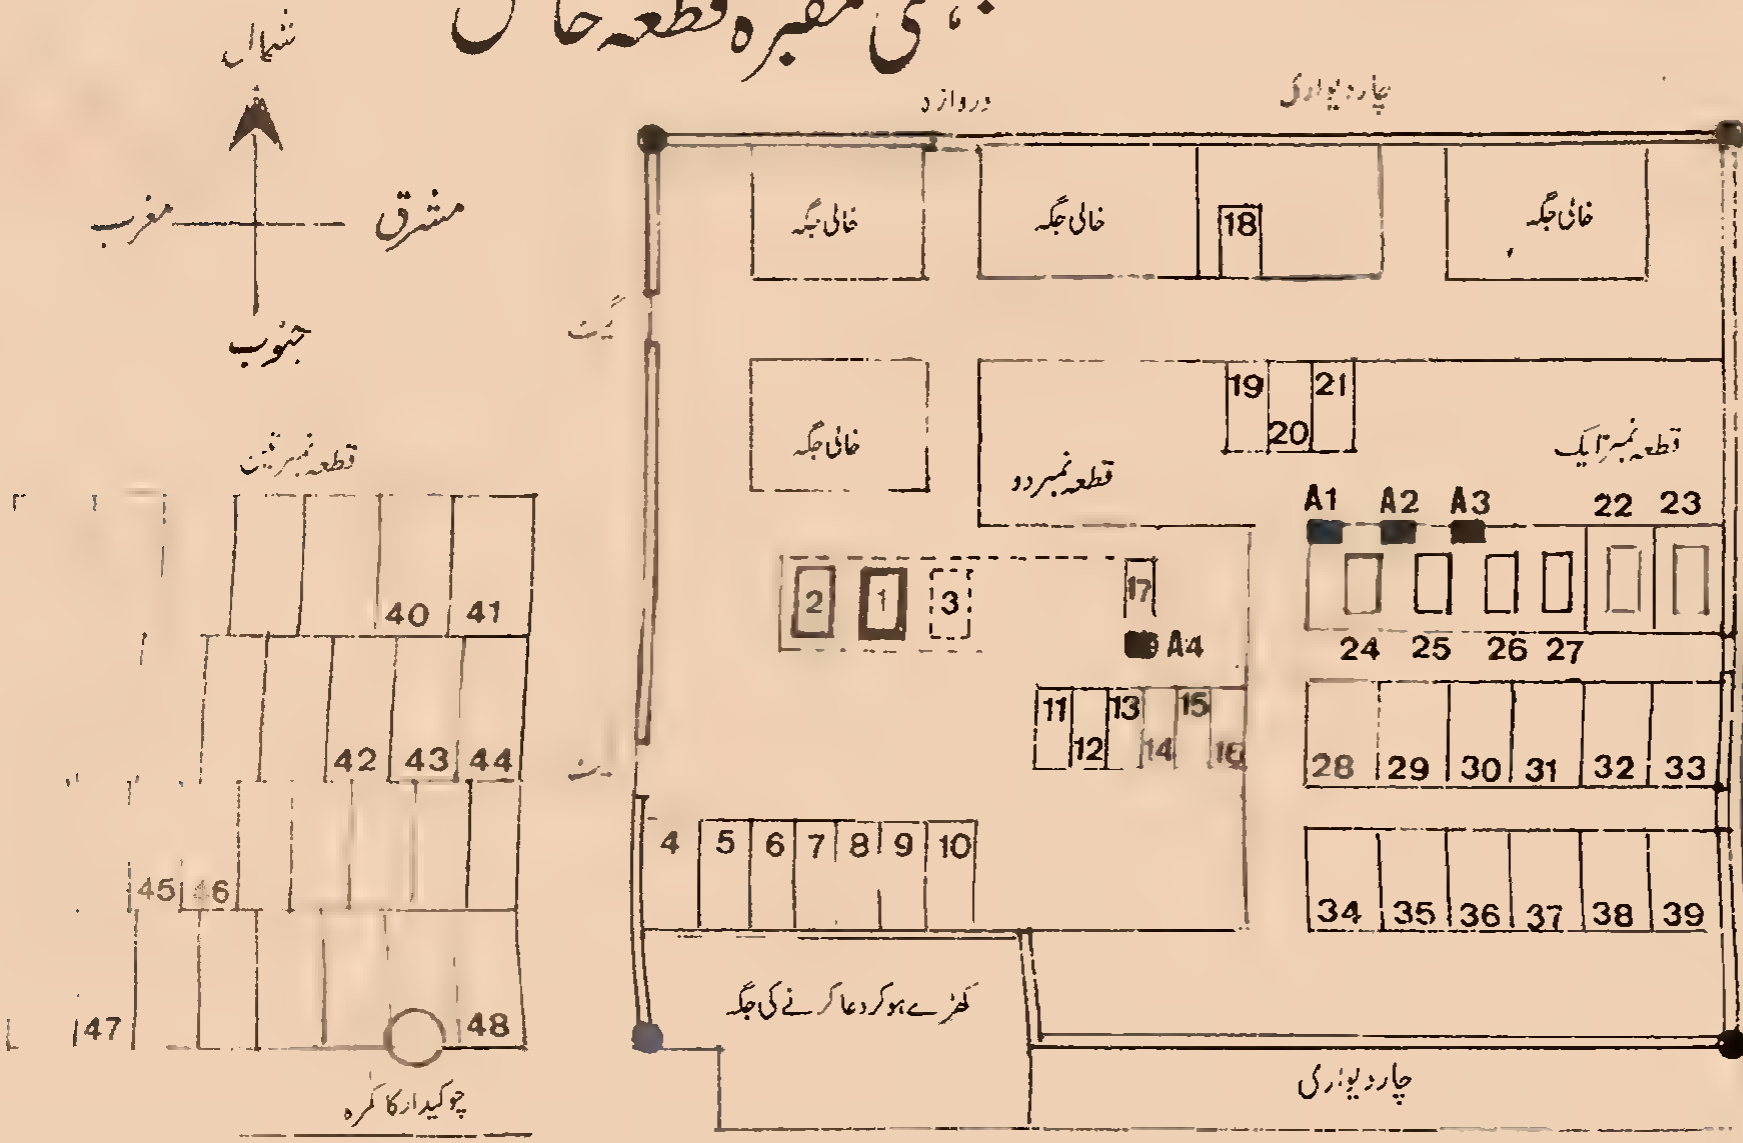 مقبرہ قطعہ خاص
شمال
مغرب
مشرق
جنوب
دروازہ
چار دیواری
خالی جگہ
خالی جگہ
18
خالی جگہ
گیٹ
خالی جگہ
19
20
21
قطعہ نمبر دو
قطعہ نمبر ایک
A1 A2 A3 22 23
2 1 3
17
A4
24 25 26 27
11 12 13 14 15 16
28 29 30 31 32 33
4 5 6 7 8 9 10
34 35 36 37 38 39
کھڑے ہو کر دعا کرنے کی جگہ
چار دیواری
قطعہ نمبر تین
40 41
42 43 44
45 46
47 48
چوکیدار کا کمرہ